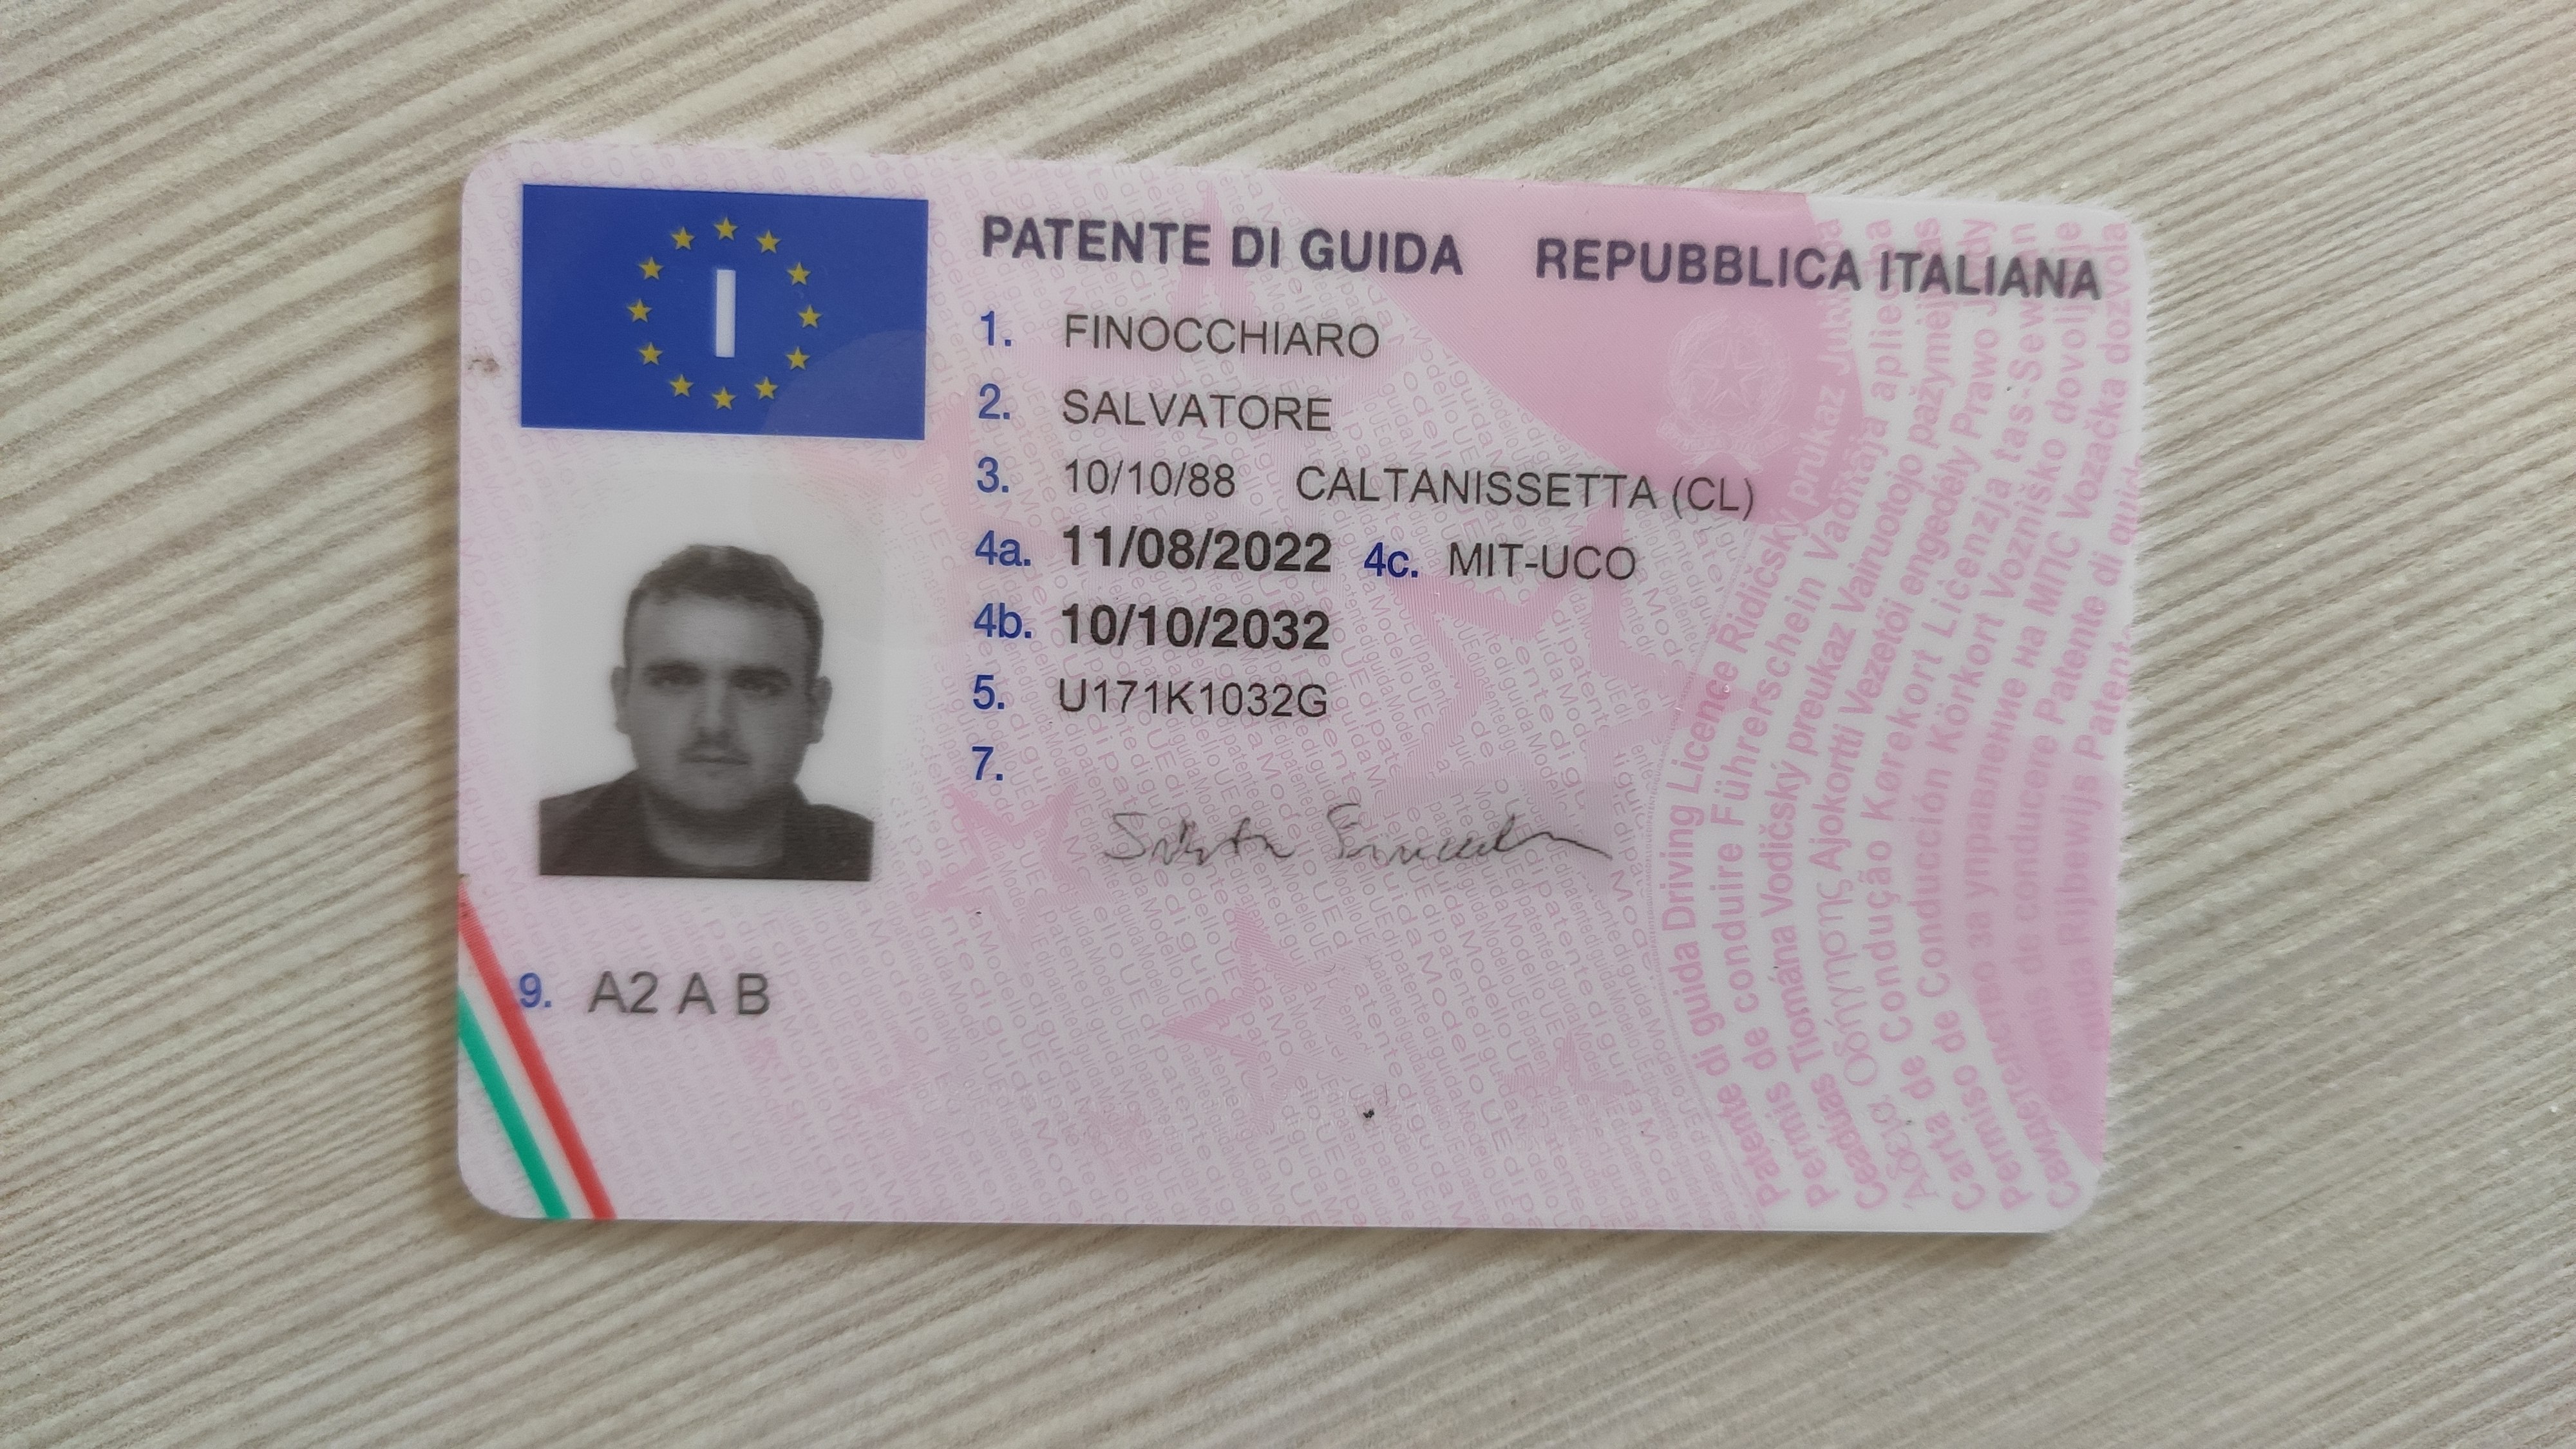 PATENTE DI GUIDA REPUBBLICA ITALIANA
I
1. FINOCCHIARO
2. SALVATORE
3. 10/10/88 CALTANISSETTA (CL)
4a. 11/08/2022 4c. MIT-UCO
4b. 10/10/2032
5. U171K1032G
7.
9. A2 A B
Patente di guida Driving Licence Řidičský průkaz
Permis de conduire Führerschein Vadītāja apliecība
Ceadúas Tiomána Vodičský preukaz Vairuotojo pažymėjimas
Άδεια Οδήγησης Ajokortti Vezetői engedély Prawo Jazdy
Carta de Condução Kørekort Liċenzja tas-Sewqan
Permiso de Conducción Körkort Vozniško dovoljenje
Свидетелство за управление на МПС Vozačka dozvola
Permis de conducere Patente di guida
guida Rijbewijs Patente